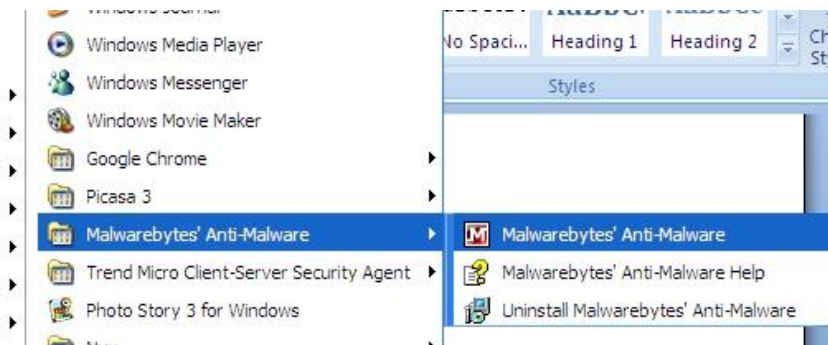 Windows Journal
Windows Media Player
Windows Messenger
Windows Movie Maker
Google Chrome
Picasa 3
Malwarebytes' Anti-Malware
Trend Micro Client-Server Security Agent
Photo Story 3 for Windows
No Spaci...
Heading 1
Heading 2
Styles
Malwarebytes' Anti-Malware
Malwarebytes' Anti-Malware Help
Uninstall Malwarebytes' Anti-Malware